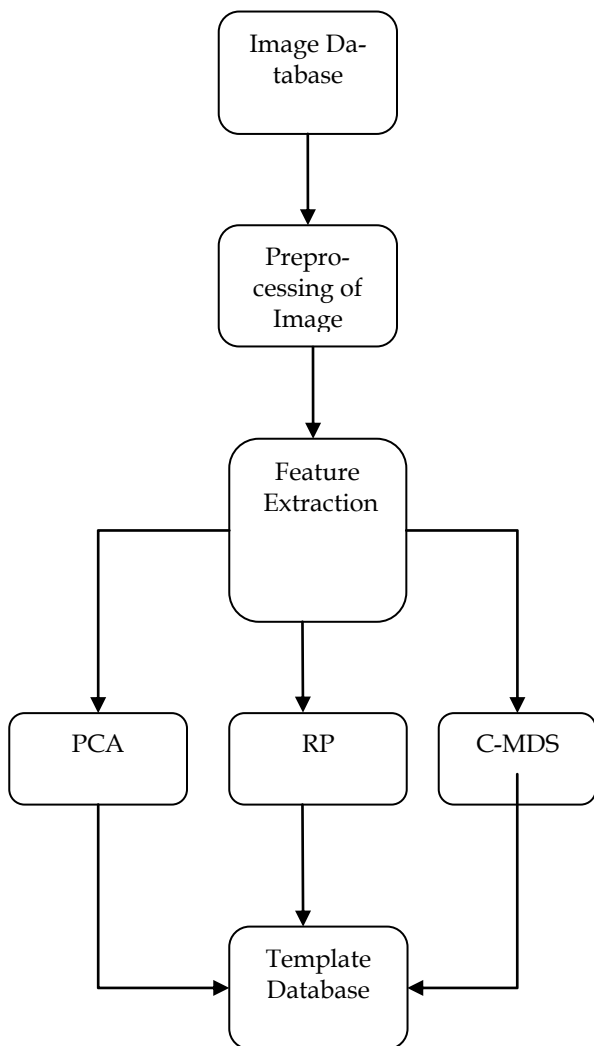 Image Da-
tabase
Prepro-
cessing of
Image
Feature
Extraction
PCA
RP
C-MDS
Template
Database